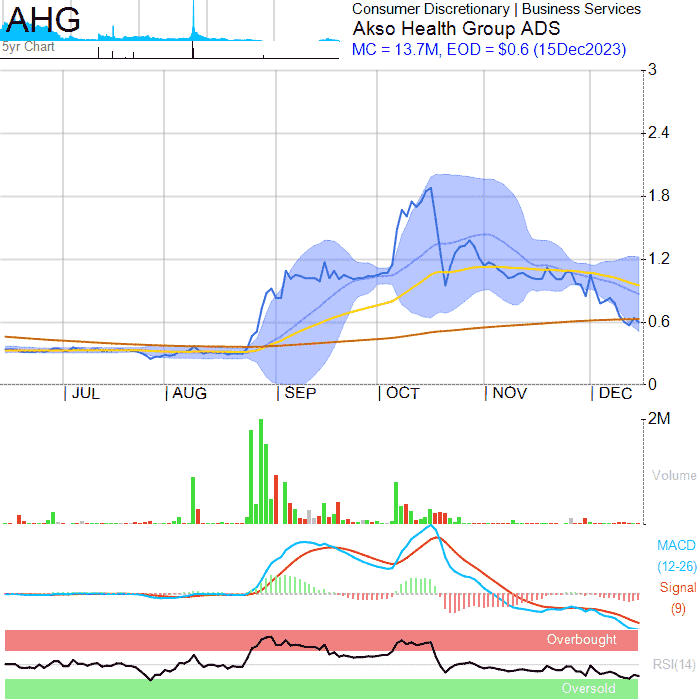 AHG
5yr Chart
Consumer Discretionary | Business Services
Akso Health Group ADS
MC = 13.7M, EOD = $0.6 (15Dec2023)
3
2.4
1.8
1.2
0.6
0
JUL AUG SEP OCT NOV DEC
2M
Volume
MACD
(12-26)
Signal
(9)
Overbought
RSI(14)
Oversold